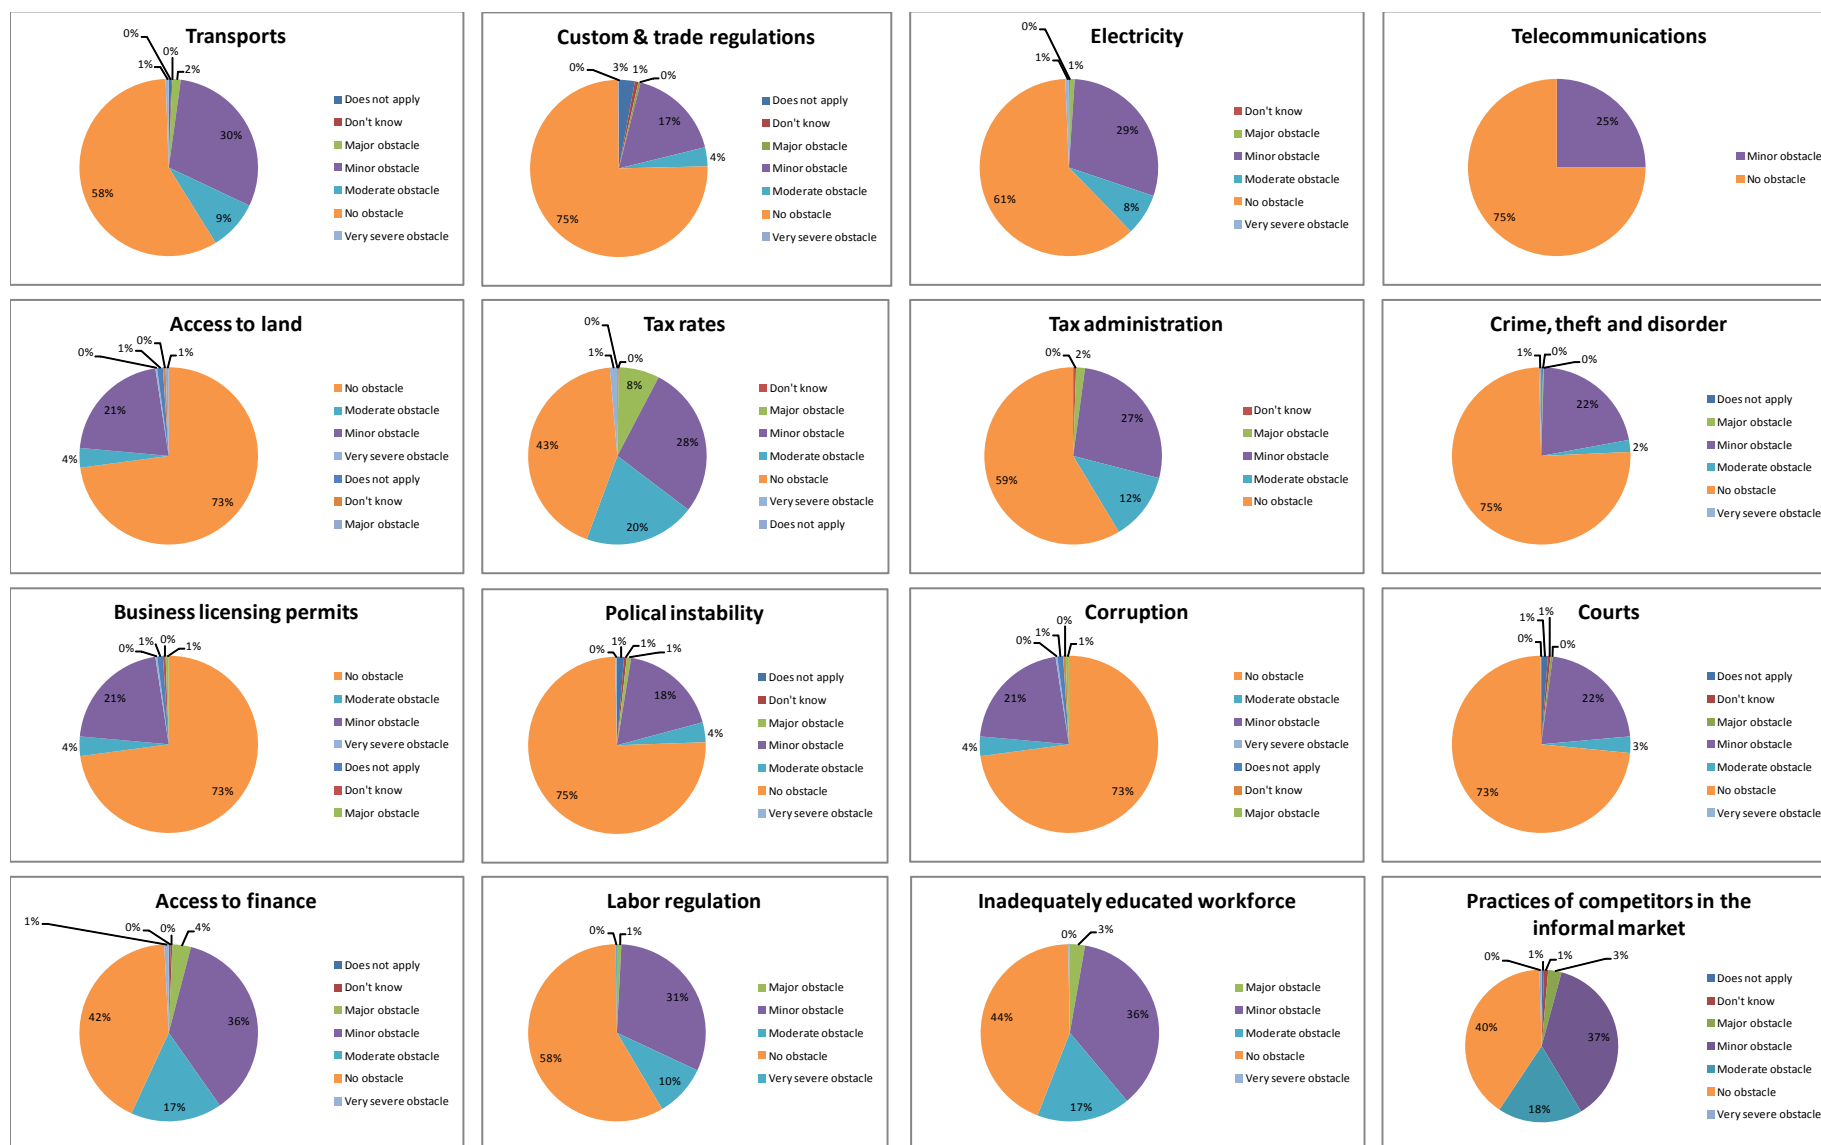 Transports
0%
0%
1%
2%
30%
58%
9%
Does not apply
Don't know
Major obstacle
Minor obstacle
Moderate obstacle
No obstacle
Very severe obstacle
Custom & trade regulations
0%
3%
1%
0%
17%
4%
75%
Does not apply
Don't know
Major obstacle
Minor obstacle
Moderate obstacle
No obstacle
Very severe obstacle
Electricity
0%
1%
1%
29%
61%
8%
Don't know
Major obstacle
Minor obstacle
Moderate obstacle
No obstacle
Very severe obstacle
Telecommunications
25%
75%
Minor obstacle
No obstacle
Access to land
0%
1%
0%
1%
21%
4%
73%
No obstacle
Moderate obstacle
Minor obstacle
Very severe obstacle
Does not apply
Don't know
Major obstacle
Tax rates
0%
1%
0%
8%
43%
28%
20%
Don't know
Major obstacle
Minor obstacle
Moderate obstacle
No obstacle
Very severe obstacle
Does not apply
Tax administration
0%
2%
27%
59%
12%
Don't know
Major obstacle
Minor obstacle
Moderate obstacle
No obstacle
Crime, theft and disorder
1%
0%
0%
22%
2%
75%
Does not apply
Major obstacle
Minor obstacle
Moderate obstacle
No obstacle
Very severe obstacle
Business licensing permits
0%
1%
0%
1%
21%
4%
73%
No obstacle
Moderate obstacle
Minor obstacle
Very severe obstacle
Does not apply
Don't know
Major obstacle
Polical instability
0%
1%
1%
1%
18%
4%
75%
Does not apply
Don't know
Major obstacle
Minor obstacle
Moderate obstacle
No obstacle
Very severe obstacle
Corruption
0%
1%
0%
1%
21%
4%
73%
No obstacle
Moderate obstacle
Minor obstacle
Very severe obstacle
Does not apply
Don't know
Major obstacle
Courts
1%
1%
0%
0%
22%
3%
73%
Does not apply
Don't know
Major obstacle
Minor obstacle
Moderate obstacle
No obstacle
Very severe obstacle
Access to finance
1%
0%
0%
4%
42%
36%
17%
Does not apply
Don't know
Major obstacle
Minor obstacle
Moderate obstacle
No obstacle
Very severe obstacle
Labor regulation
0%
1%
31%
58%
10%
Major obstacle
Minor obstacle
Moderate obstacle
No obstacle
Very severe obstacle
Inadequately educated workforce
0%
3%
44%
36%
17%
Major obstacle
Minor obstacle
Moderate obstacle
No obstacle
Very severe obstacle
Practices of competitors in the
informal market
0%
1%
1%
3%
40%
37%
18%
Does not apply
Don't know
Major obstacle
Minor obstacle
Moderate obstacle
No obstacle
Very severe obstacle